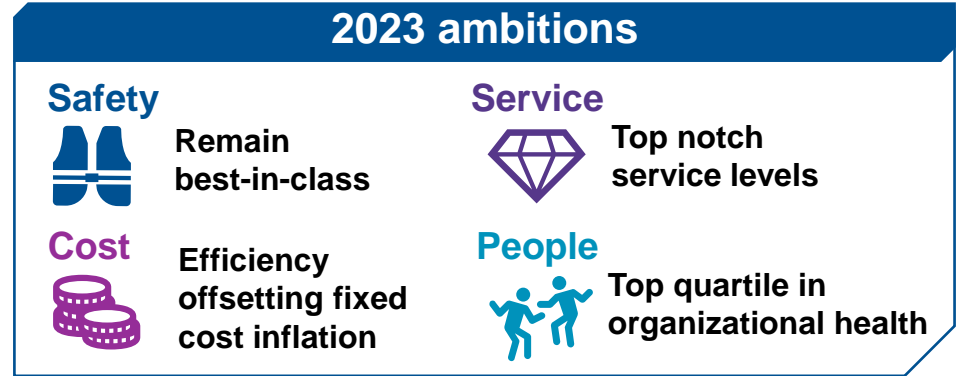 2023 ambitions
Safety
Remain
best-in-class
Service
Top notch
service levels
Cost
Efficiency
offsetting fixed
cost inflation
People
Top quartile in
organizational health